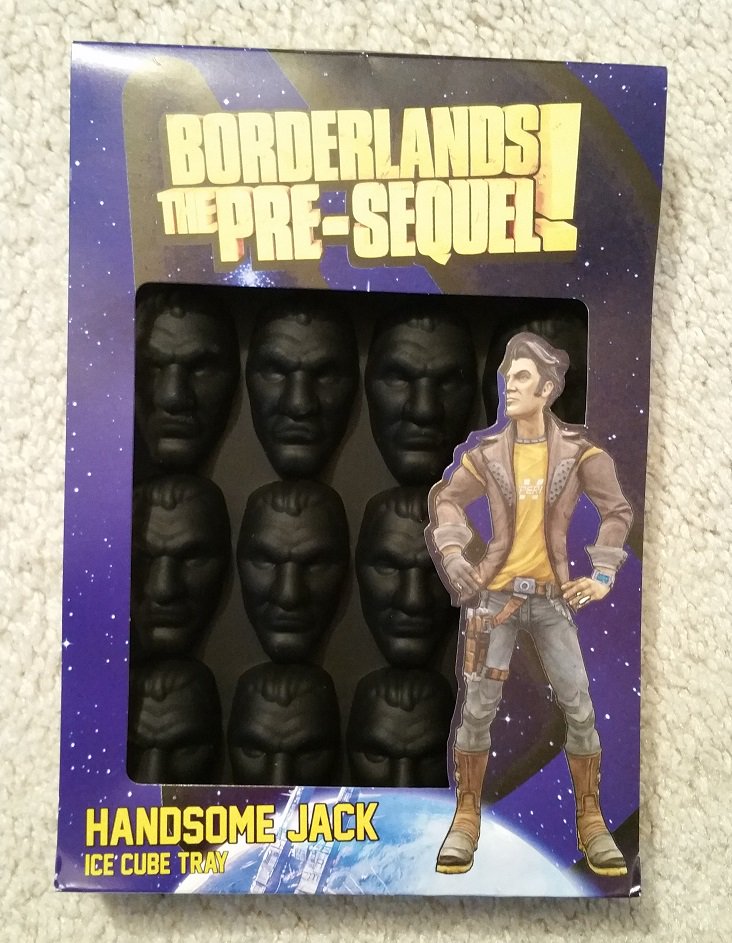 BORDERLANDS
THE PRE-SEQUEL!
HANDSOME JACK
ICE CUBE TRAY